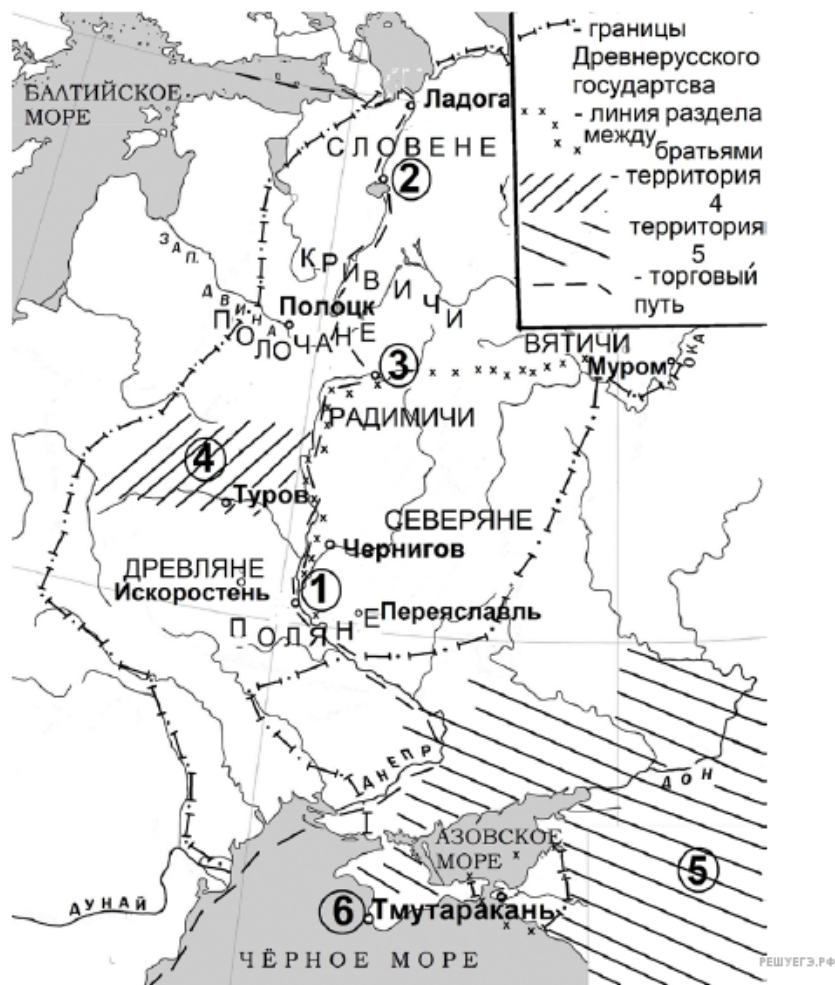 - границы
Древнерусского
государтсва
- линия раздела
между
братьями
- территория
4
территория
5
- торговый
путь
БАЛТИЙСКОЕ
МОРЕ
Ладога
СЛОВЕНЕ
2
ЗАП. ДВИНА
КРИВИЧИ
Полоцк
ПОЛОЧАНЕ
3
ВЯТИЧИ
Муром
ОКА
РАДИМИЧИ
4
Туров
СЕВЕРЯНЕ
Чернигов
ДРЕВЛЯНЕ
Искоростень
1
Переяславль
ПОЛЯНЕ
ДНЕПР
ДОН
АЗОВСКОЕ
МОРЕ
5
ДУНАЙ
6
Тмутаракань
ЧЁРНОЕ МОРЕ
РЕШУЕГЭ.РФ